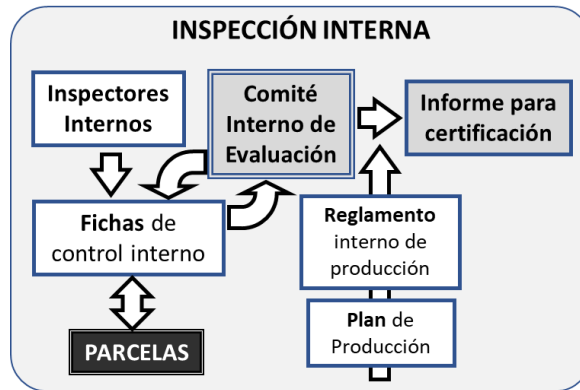 INSPECCIÓN INTERNA
Inspectores
Internos
Comité
Interno de
Evaluación
Informe para
certificación
Fichas de
control interno
Reglamento
interno de
producción
PARCELAS
Plan de
Producción